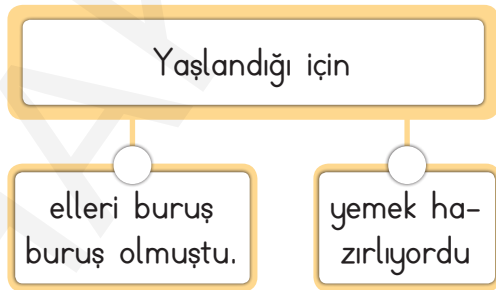 Yaşlandığı için
elleri buruş
buruş olmuştu.
yemek ha-
zırlıyordu